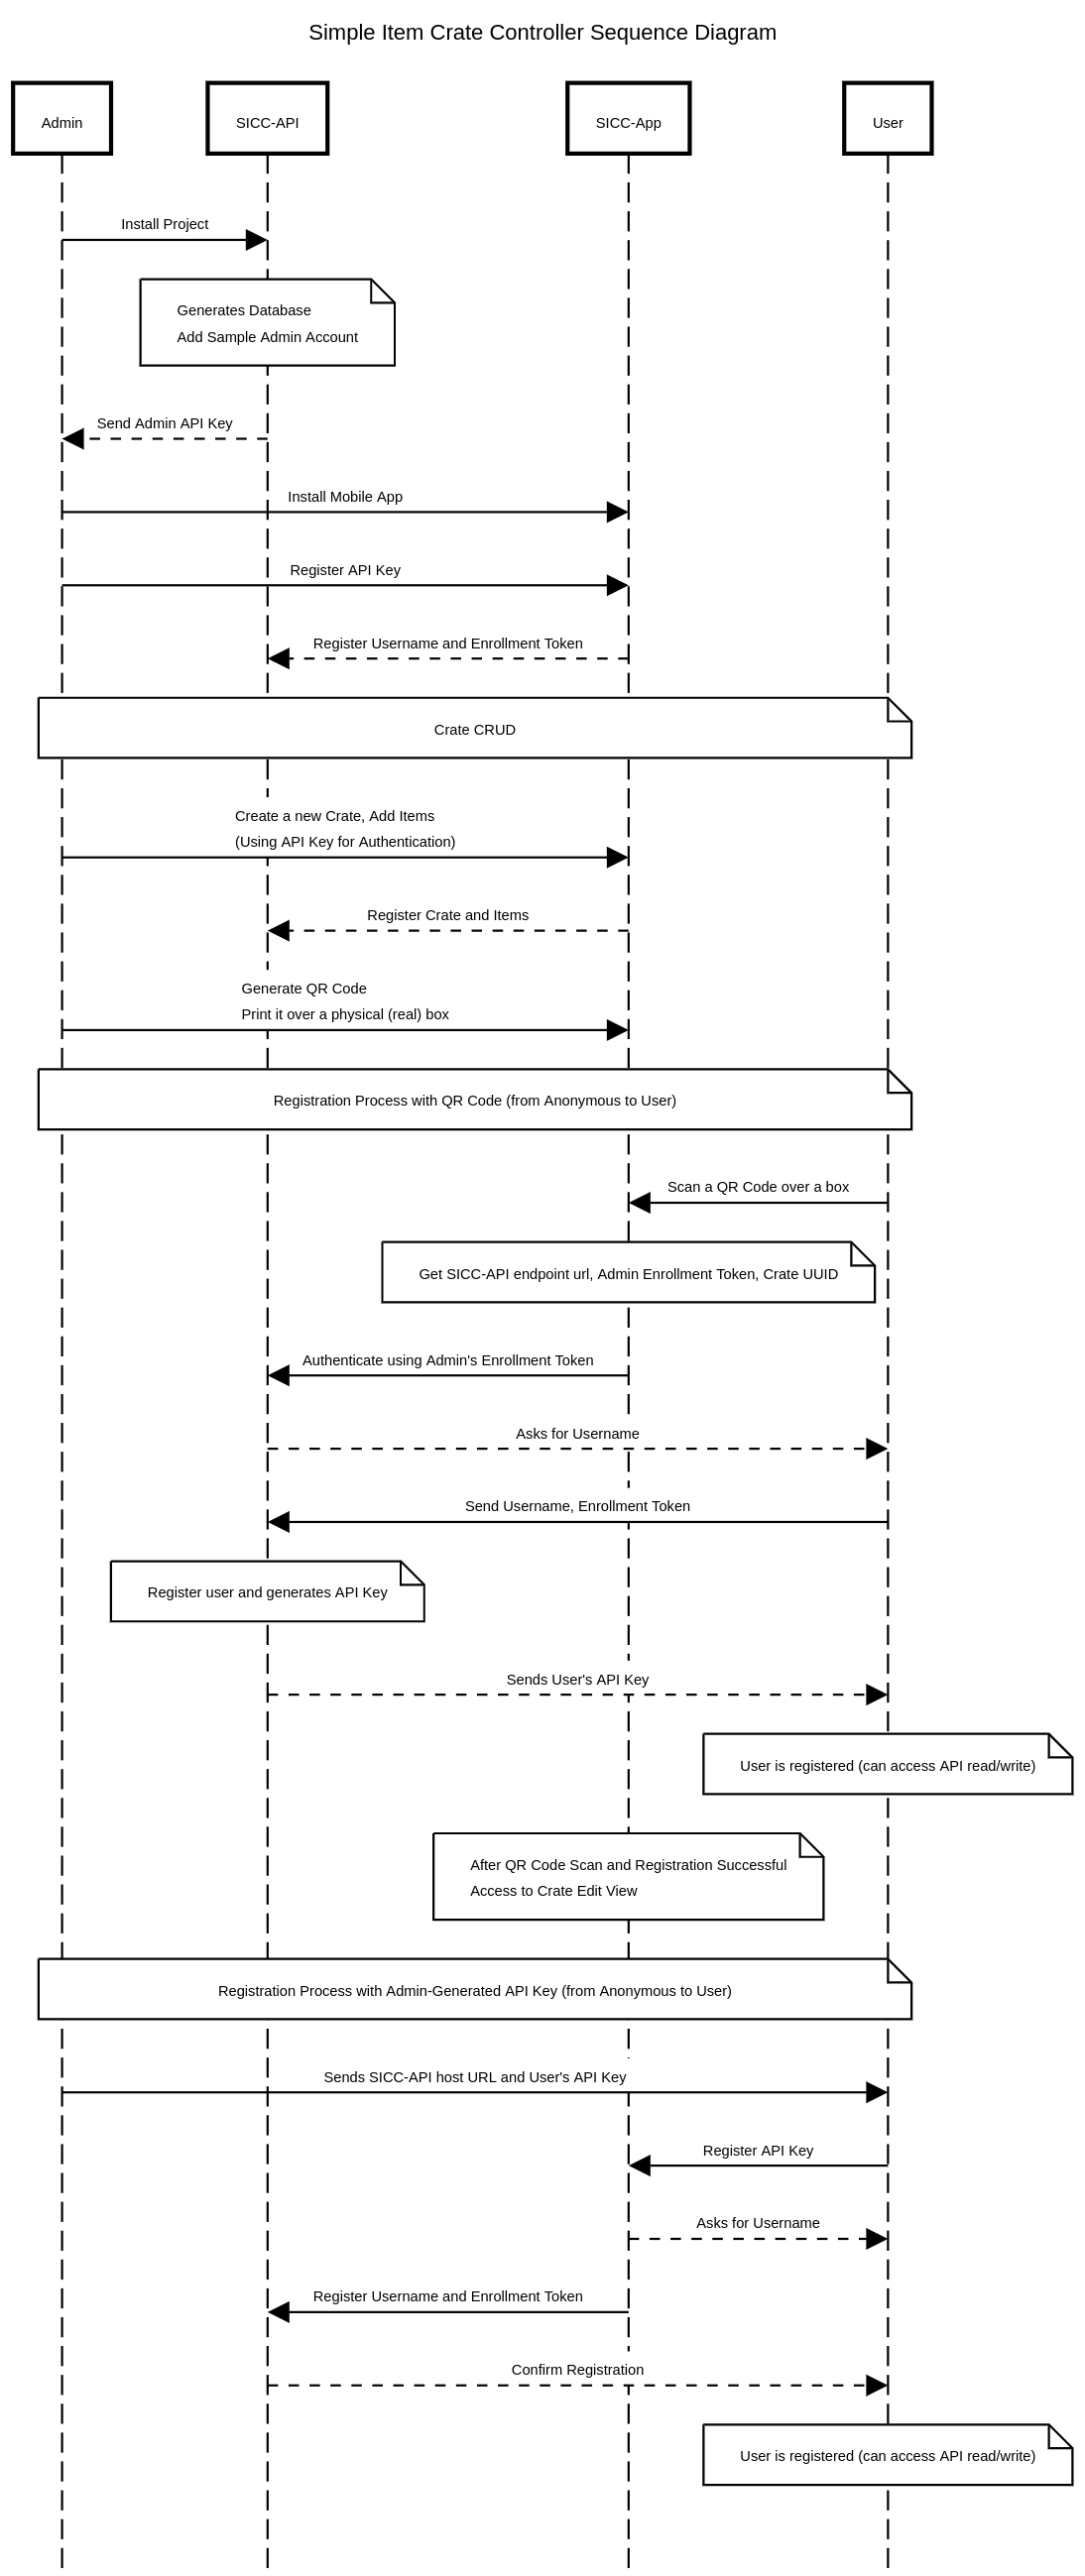 Simple Item Crate Controller Sequence Diagram
Admin
SICC-API
SICC-App
User
Install Project
Generates Database
Add Sample Admin Account
Send Admin API Key
Install Mobile App
Register API Key
Register Username and Enrollment Token
Crate CRUD
Create a new Crate, Add Items
(Using API Key for Authentication)
Register Crate and Items
Generate QR Code
Print it over a physical (real) box
Registration Process with QR Code (from Anonymous to User)
Scan a QR Code over a box
Get SICC-API endpoint url, Admin Enrollment Token, Crate UUID
Authenticate using Admin's Enrollment Token
Asks for Username
Send Username, Enrollment Token
Register user and generates API Key
Sends User's API Key
User is registered (can access API read/write)
After QR Code Scan and Registration Successful
Access to Crate Edit View
Registration Process with Admin-Generated API Key (from Anonymous to User)
Sends SICC-API host URL and User's API Key
Register API Key
Asks for Username
Register Username and Enrollment Token
Confirm Registration
User is registered (can access API read/write)